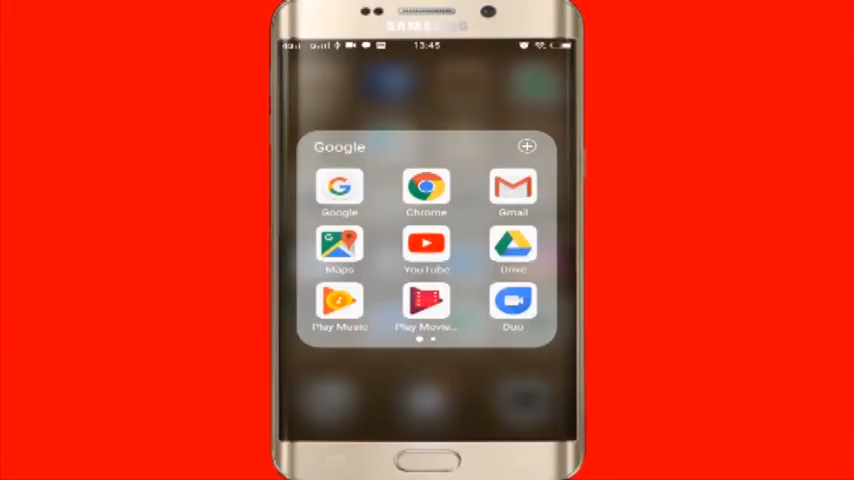 SAMSUNG
13:45
Google
Google Chrome Gmail
Maps YouTube Drive
Play Music Play Movie... Duo